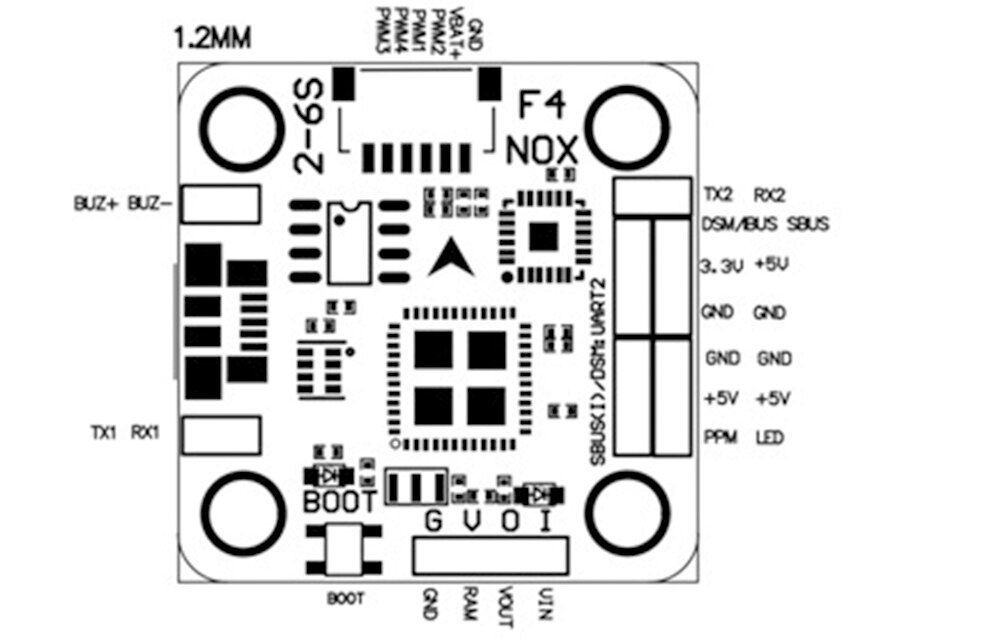 1.2MM
PWM3
PWM4
PWM1
PWM2
VBAT+
GND
2-6S
F4
NOX
BUZ+ BUZ-
TX2 RX2
DSM/IBUS SBUS
3.3V +5V
GND GND
GND GND
+5V +5V
PPM LED
SBUS(I)/DSM:UART2
TX1 RX1
BOOT
G V O I
BOOT
GND
RAM
VOUT
VIN